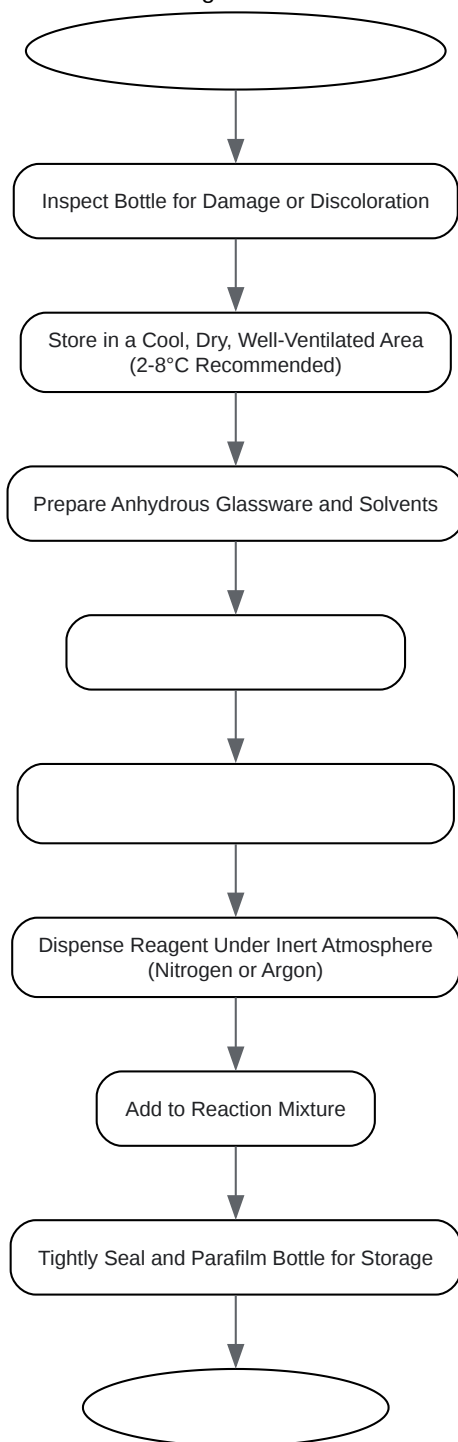 Inspect Bottle for Damage or Discoloration
Store in a Cool, Dry, Well-Ventilated Area
(2-8°C Recommended)
Prepare Anhydrous Glassware and Solvents
Dispense Reagent Under Inert Atmosphere
(Nitrogen or Argon)
Add to Reaction Mixture
Tightly Seal and Parafilm Bottle for Storage